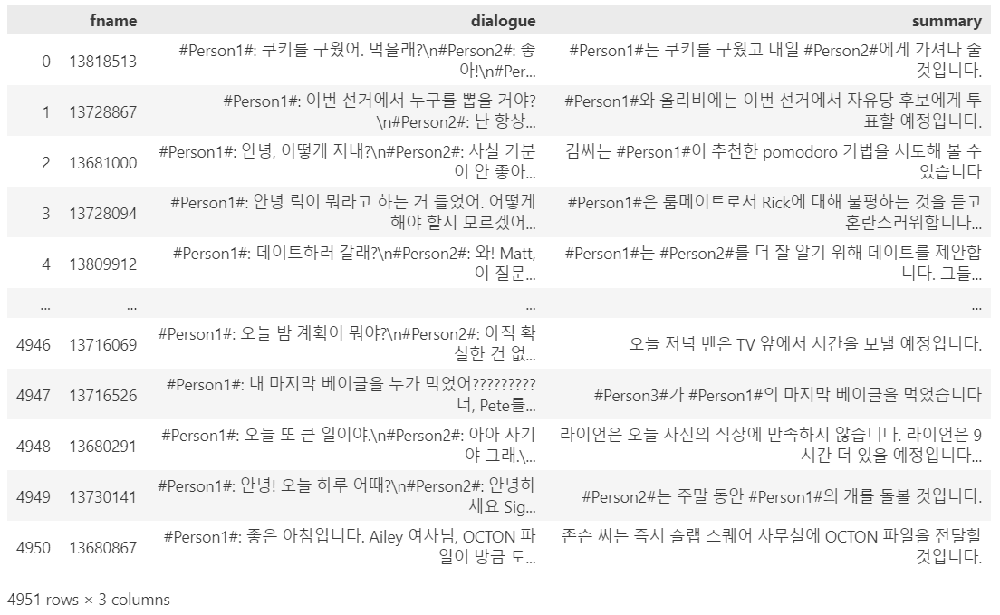 fname dialogue summary
0 13818513 #Person1#: 쿠키를 구웠어. 먹을래?\n#Person2#: 좋 #Person1#는 쿠키를 구웠고 내일 #Person2#에게 가져다 줄
아!\n#Per... 것입니다.
1 13728867 #Person1#: 이번 선거에서 누구를 뽑을 거야? #Person1#와 올리비에는 이번 선거에서 자유당 후보에게 투
\n#Person2#: 난 항상... 표할 예정입니다.
2 13681000 #Person1#: 안녕, 어떻게 지내?\n#Person2#: 사실 기분 김씨는 #Person1#이 추천한 pomodoro 기법을 시도해 볼 수
이 안 좋아... 있습니다
3 13728094 #Person1#: 안녕 릭이 뭐라고 하는 거 들었어. 어떻게 #Person1#은 룸메이트로서 Rick에 대해 불평하는 것을 듣고
해야 할지 모르겠어... 혼란스러워합니다...
4 13809912 #Person1#: 데이트하러 갈래?\n#Person2#: 와! Matt, #Person1#는 #Person2#를 더 잘 알기 위해 데이트를 제안합
이 질문... 니다. 그들...
... ... ... ...
4946 13716069 #Person1#: 오늘 밤 계획이 뭐야?\n#Person2#: 아직 확 오늘 저녁 벤은 TV 앞에서 시간을 보낼 예정입니다.
실한 건 없...
4947 13716526 #Person1#: 내 마지막 베이글을 누가 먹었어????????? #Person3#가 #Person1#의 마지막 베이글을 먹었습니다
너, Pete를...
4948 13680291 #Person1#: 오늘 또 큰 일이야.\n#Person2#: 아아 자기 라이언은 오늘 자신의 직장에 만족하지 않습니다. 라이언은 9
야 그래.\... 시간 더 있을 예정입니다...
4949 13730141 #Person1#: 안녕! 오늘 하루 어때?\n#Person2#: 안녕하 #Person2#는 주말 동안 #Person1#의 개를 돌볼 것입니다.
세요 Sig...
4950 13680867 #Person1#: 좋은 아침입니다. Ailey 여사님, OCTON 파 존슨 씨는 즉시 슬랩 스퀘어 사무실에 OCTON 파일을 전달할
일이 방금 도... 것입니다.
4951 rows × 3 columns